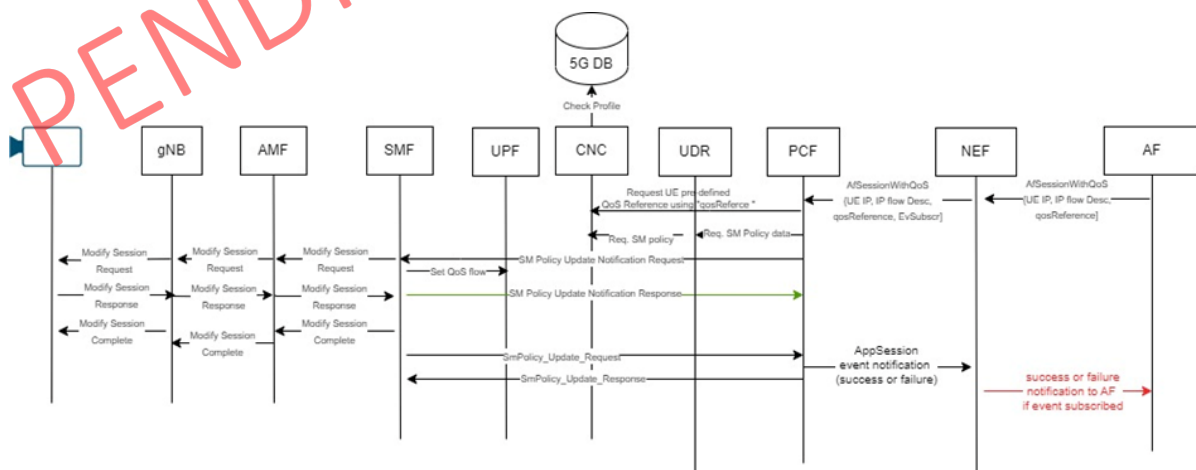 PENDI
5G DB
Check Profile
gNB
AMF
SMF
UPF
CNC
UDR
PCF
NEF
AF
AfSessionWithQoS
[UE IP, IP flow Desc,
qosReference]
AfSessionWithQoS
[UE IP, IP flow Desc,
qosReference, EvSubscr]
Request UE pre-defined
QoS Reference using "qosReferce "
Req. SM Policy data
Req. SM policy
SM Policy Update Notification Request
Modify Session
Request
Modify Session
Request
Modify Session
Request
Set QoS flow
Modify Session
Response
Modify Session
Response
Modify Session
Response
SM Policy Update Notification Response
Modify Session
Complete
Modify Session
Complete
Modify Session
Complete
SmPolicy_Update_Request
SmPolicy_Update_Response
AppSession
event notification
(success or failure)
success or failure
notification to AF
if event subscribed